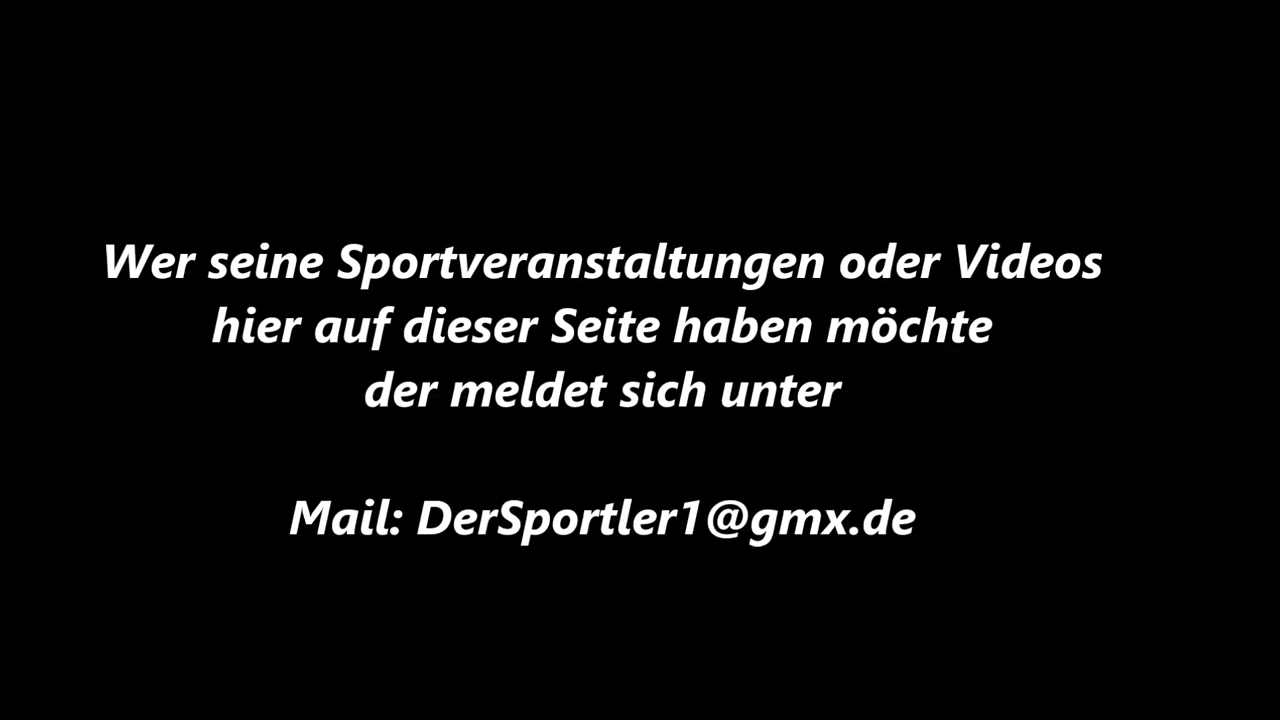 Wer seine Sportveranstaltungen oder Videos
hier auf dieser Seite haben möchte
der meldet sich unter
Mail: DerSportler1@gmx.de